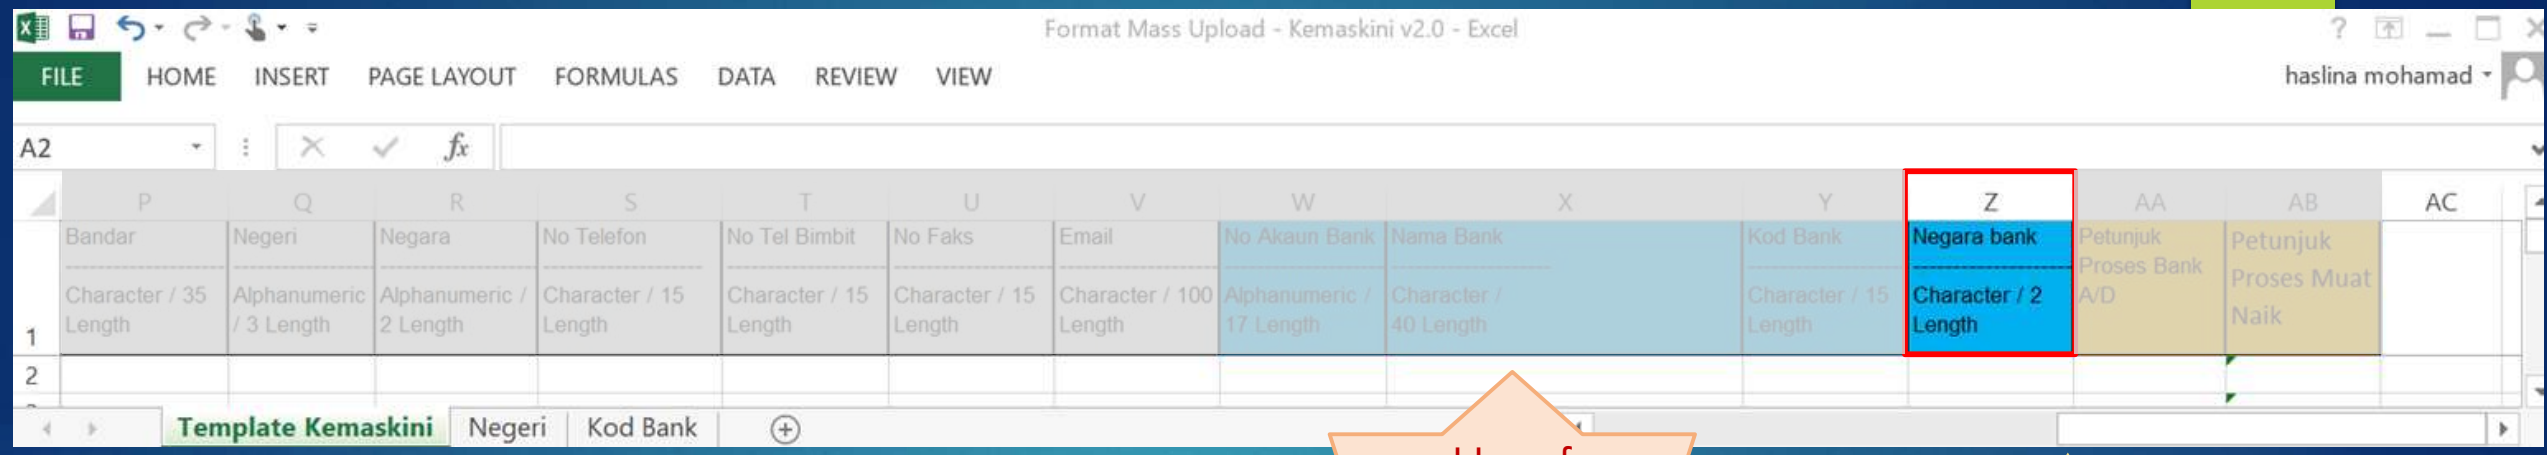 Format Mass Upload - Kemaskini v2.0 - Excel
FILE HOME INSERT PAGE LAYOUT FORMULAS DATA REVIEW VIEW haslina mohamad
A2 fx
P Q R S T U V W X Y Z AA AB AC
1
Bandar
Character / 35
Length
Negeri
Alphanumeric
/ 3 Length
Negara
Alphanumeric /
2 Length
No Telefon
Character / 15
Length
No Tel Bimbit
Character / 15
Length
No Faks
Character / 15
Length
Email
Character / 100
Length
No Akaun Bank
Alphanumeric /
17 Length
Nama Bank
Character /
40 Length
Kod Bank
Character / 15
Length
Negara bank
Character / 2
Length
Petunjuk
Proses Bank
A/D
Petunjuk
Proses Muat
Naik
2
Template Kemaskini Negeri Kod Bank